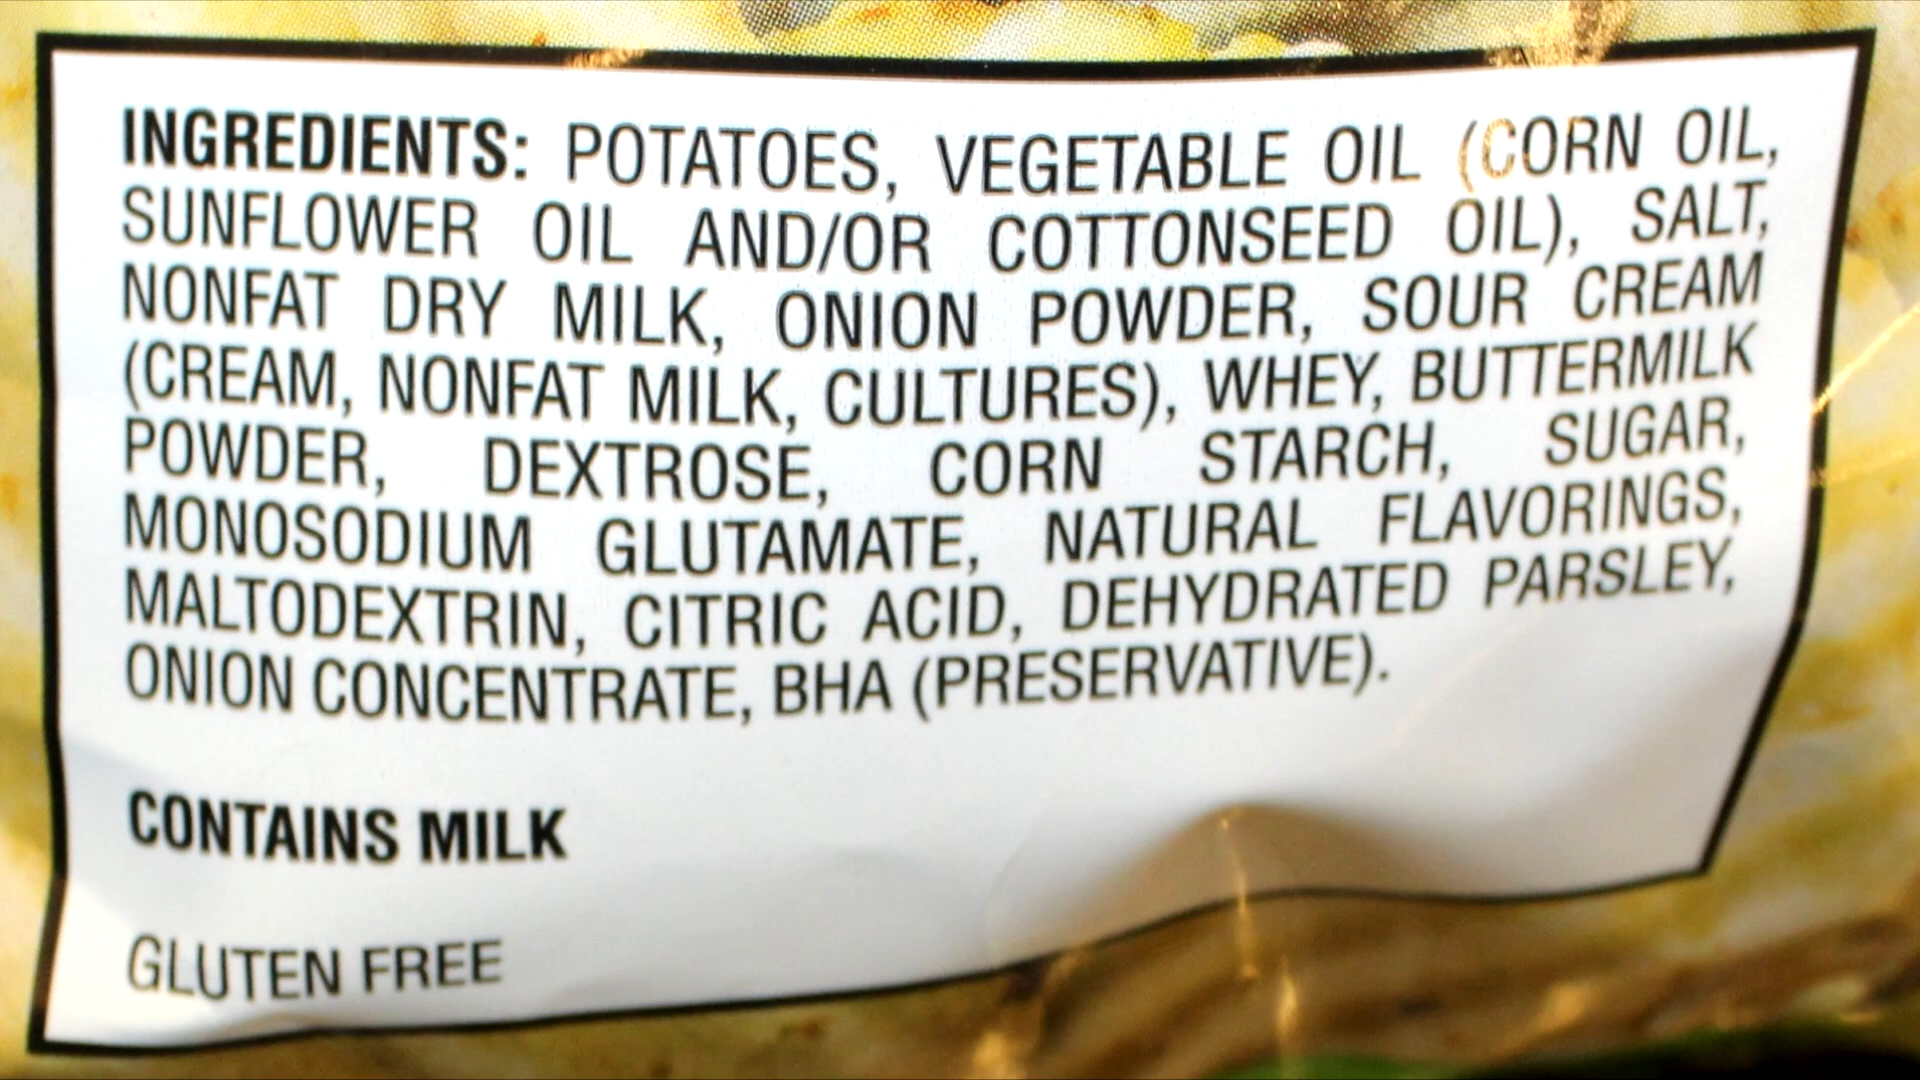 INGREDIENTS: POTATOES, VEGETABLE OIL (CORN OIL,
SUNFLOWER OIL AND/OR COTTONSEED OIL), SALT,
NONFAT DRY MILK, ONION POWDER, SOUR CREAM
(CREAM, NONFAT MILK, CULTURES), WHEY, BUTTERMILK
POWDER, DEXTROSE, CORN STARCH, SUGAR,
MONOSODIUM GLUTAMATE, NATURAL FLAVORINGS,
MALTODEXTRIN, CITRIC ACID, DEHYDRATED PARSLEY,
ONION CONCENTRATE, BHA (PRESERVATIVE).
CONTAINS MILK
GLUTEN FREE